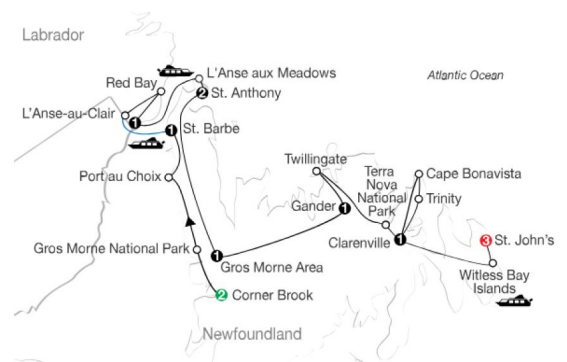 Labrador
L'Anse aux Meadows
Atlantic Ocean
Red Bay
2 St. Anthony
L'Anse-au-Clair
1
1 St. Barbe
Twillingate
Terra
Nova
National
Park
Cape Bonavista
Port au Choix
Trinity
Gander 1
Clarenville 1
3 St. John's
Gros Morne National Park
1
Gros Morne Area
Witless Bay
Islands
2 Corner Brook
Newfoundland